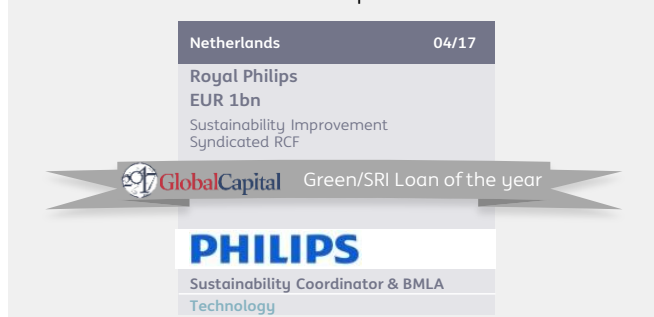 Netherlands 04/17
Royal Philips
EUR 1bn
Sustainability Improvement
Syndicated RCF
2017 GlobalCapital Green/SRI Loan of the year
PHILIPS
Sustainability Coordinator & BMLA
Technology